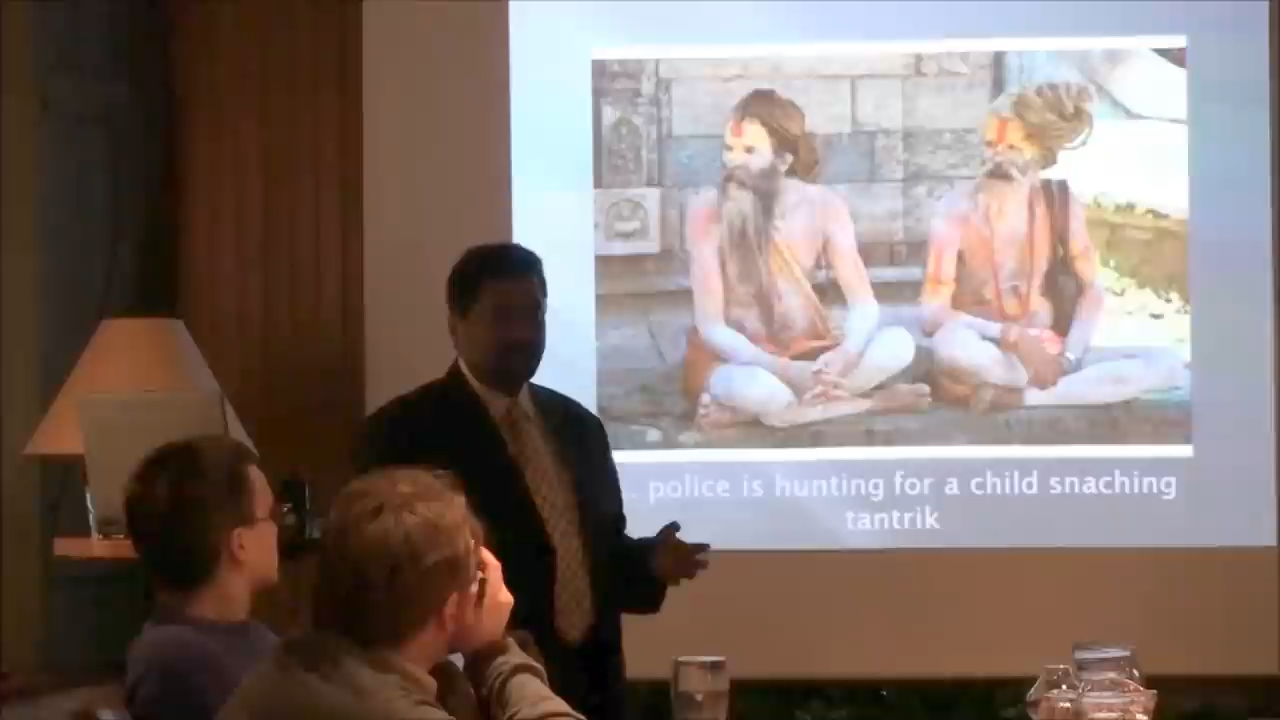 . police is hunting for a child snaching
tantrik